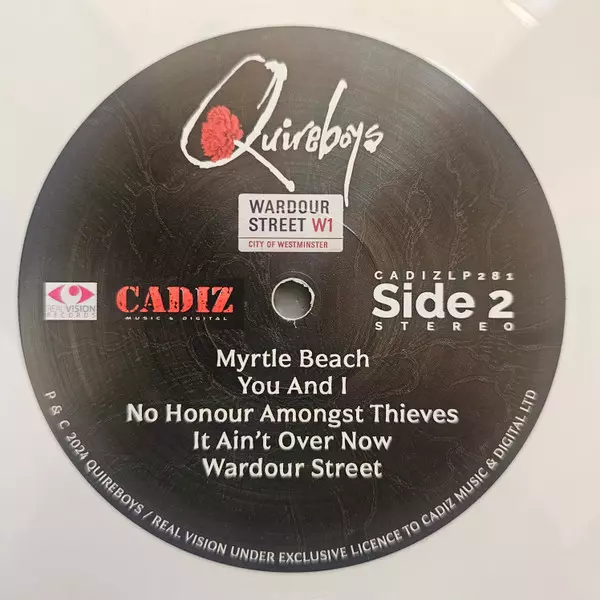 Quireboys
WARDOUR
STREET W1
CITY OF WESTMINSTER
REALVISION
RECORDS
CADIZ
MUSIC & DIGITAL
CADIZLP281
Side 2
STEREO
Myrtle Beach
You And I
No Honour Amongst Thieves
It Ain't Over Now
Wardour Street
P & C 2024 QUIREBOYS / REAL VISION UNDER EXCLUSIVE LICENCE TO CADIZ MUSIC & DIGITAL LTD